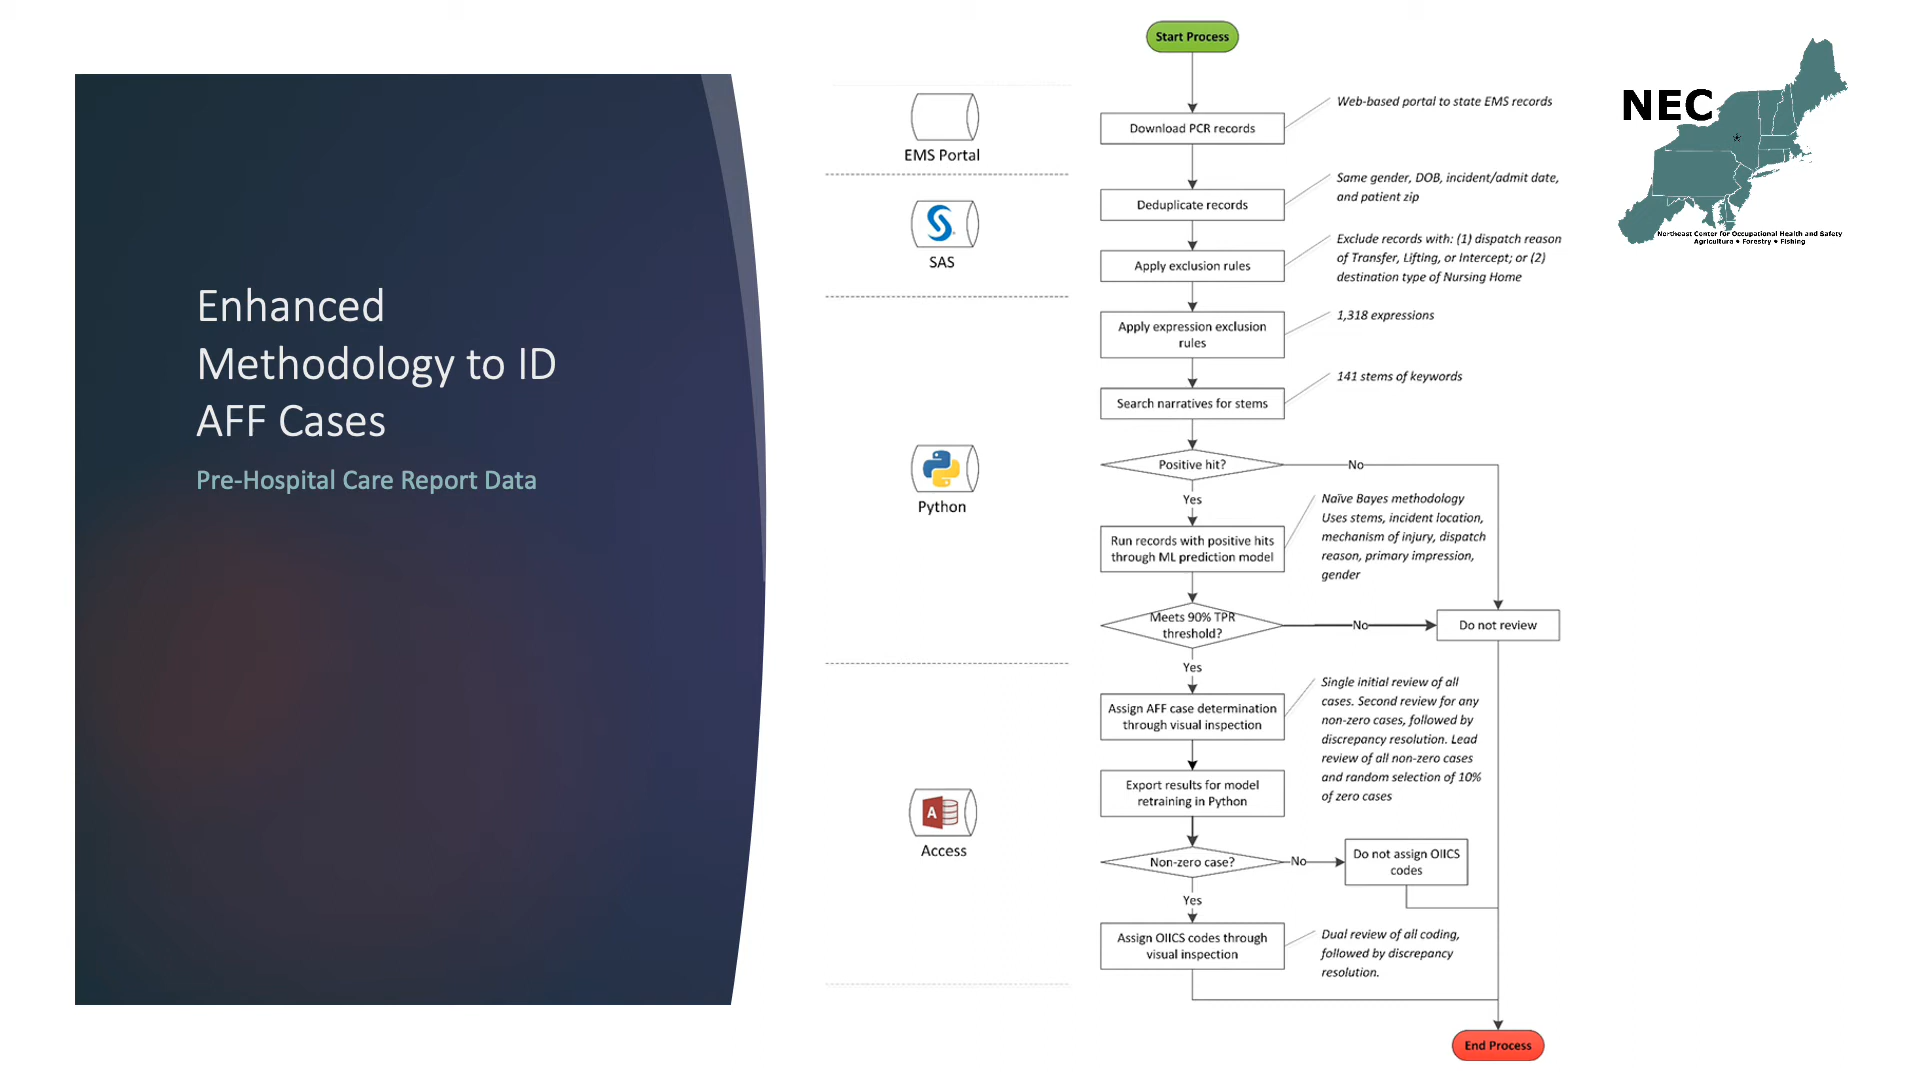 Enhanced
Methodology to ID
AFF Cases
Pre-Hospital Care Report Data
EMS Portal
SAS
Python
Access
Start Process
Download PCR records
Web-based portal to state EMS records
Deduplicate records
Same gender, DOB, incident/admit date,
and patient zip
Apply exclusion rules
Exclude records with: (1) dispatch reason
of Transfer, Lifting, or Intercept; or (2)
destination type of Nursing Home
Apply expression exclusion
rules
1,318 expressions
Search narratives for stems
141 stems of keywords
Positive hit?
No
Yes
Run records with positive hits
through ML prediction model
Naïve Bayes methodology
Uses stems, incident location,
mechanism of injury, dispatch
reason, primary impression,
gender
Meets 90% TPR
threshold?
No
Do not review
Yes
Assign AFF case determination
through visual inspection
Single initial review of all
cases. Second review for any
non-zero cases, followed by
discrepancy resolution. Lead
review of all non-zero cases
and random selection of 10%
of zero cases
Export results for model
retraining in Python
Non-zero case?
No
Do not assign OIICS
codes
Yes
Assign OIICS codes through
visual inspection
Dual review of all coding,
followed by discrepancy
resolution.
End Process
NEC
Northeast Center for Occupational Health and Safety
Agriculture • Forestry • Fishing
A